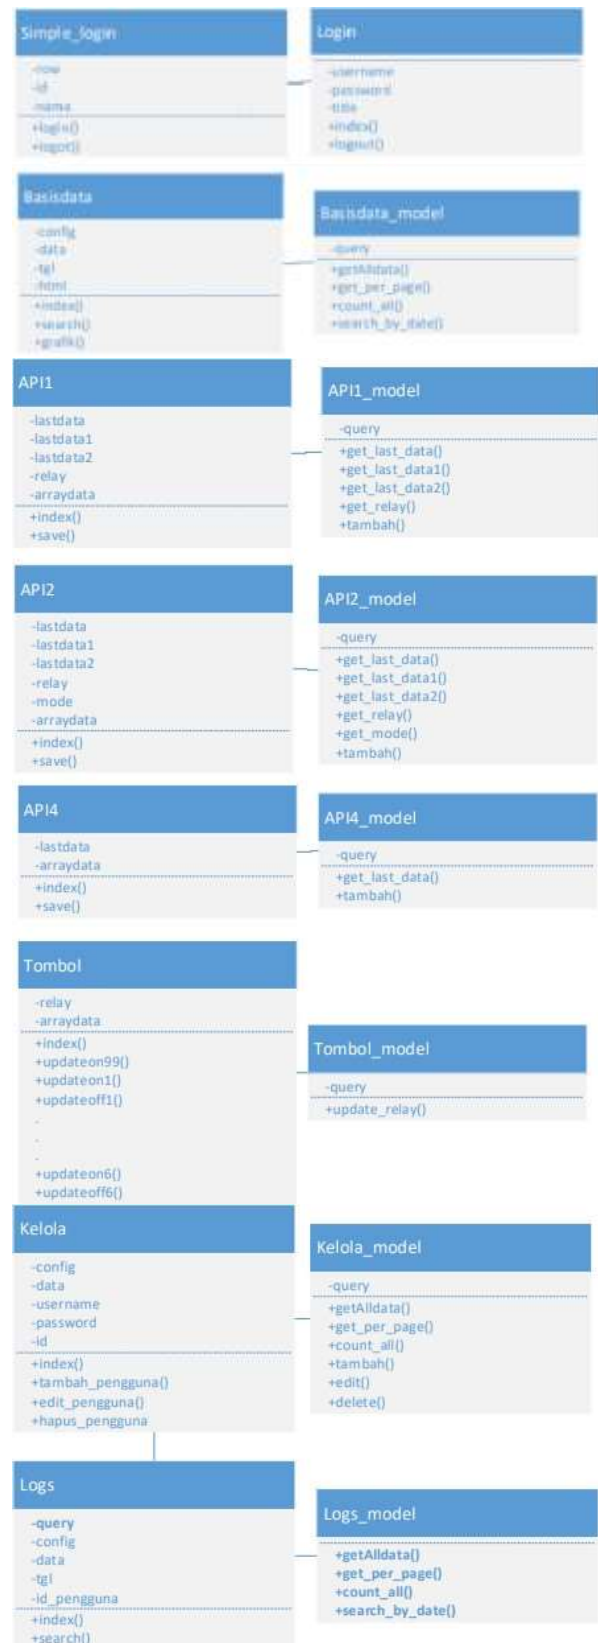 Simple_login
-row
-id
-nama
+login()
+logot()
Login
-username
-password
-title
+index()
+logout()
Basisdata
-config
-data
-tgl
-html
+index()
+search()
+grafik()
Basisdata_model
-query
+getAlldata()
+get_per_page()
+count_all()
+search_by_date()
API1
-lastdata
-lastdata1
-lastdata2
-relay
-arraydata
+index()
+save()
API1_model
-query
+get_last_data()
+get_last_data1()
+get_last_data2()
+get_relay()
+tambah()
API2
-lastdata
-lastdata1
-lastdata2
-relay
-mode
-arraydata
+index()
+save()
API2_model
-query
+get_last_data()
+get_last_data1()
+get_last_data2()
+get_relay()
+get_mode()
+tambah()
API4
-lastdata
-arraydata
+index()
+save()
API4_model
-query
+get_last_data()
+tambah()
Tombol
-relay
-arraydata
+index()
+updateon99()
+updateon1()
+updateoff1()
.
.
.
+updateon6()
+updateoff6()
Tombol_model
-query
+update_relay()
Kelola
-config
-data
-username
-password
-id
+index()
+tambah_pengguna()
+edit_pengguna()
+hapus_pengguna
Kelola_model
-query
+getAlldata()
+get_per_page()
+count_all()
+tambah()
+edit()
+delete()
Logs
-query
-config
-data
-tgl
-id_pengguna
+index()
+search()
Logs_model
+getAlldata()
+get_per_page()
+count_all()
+search_by_date()